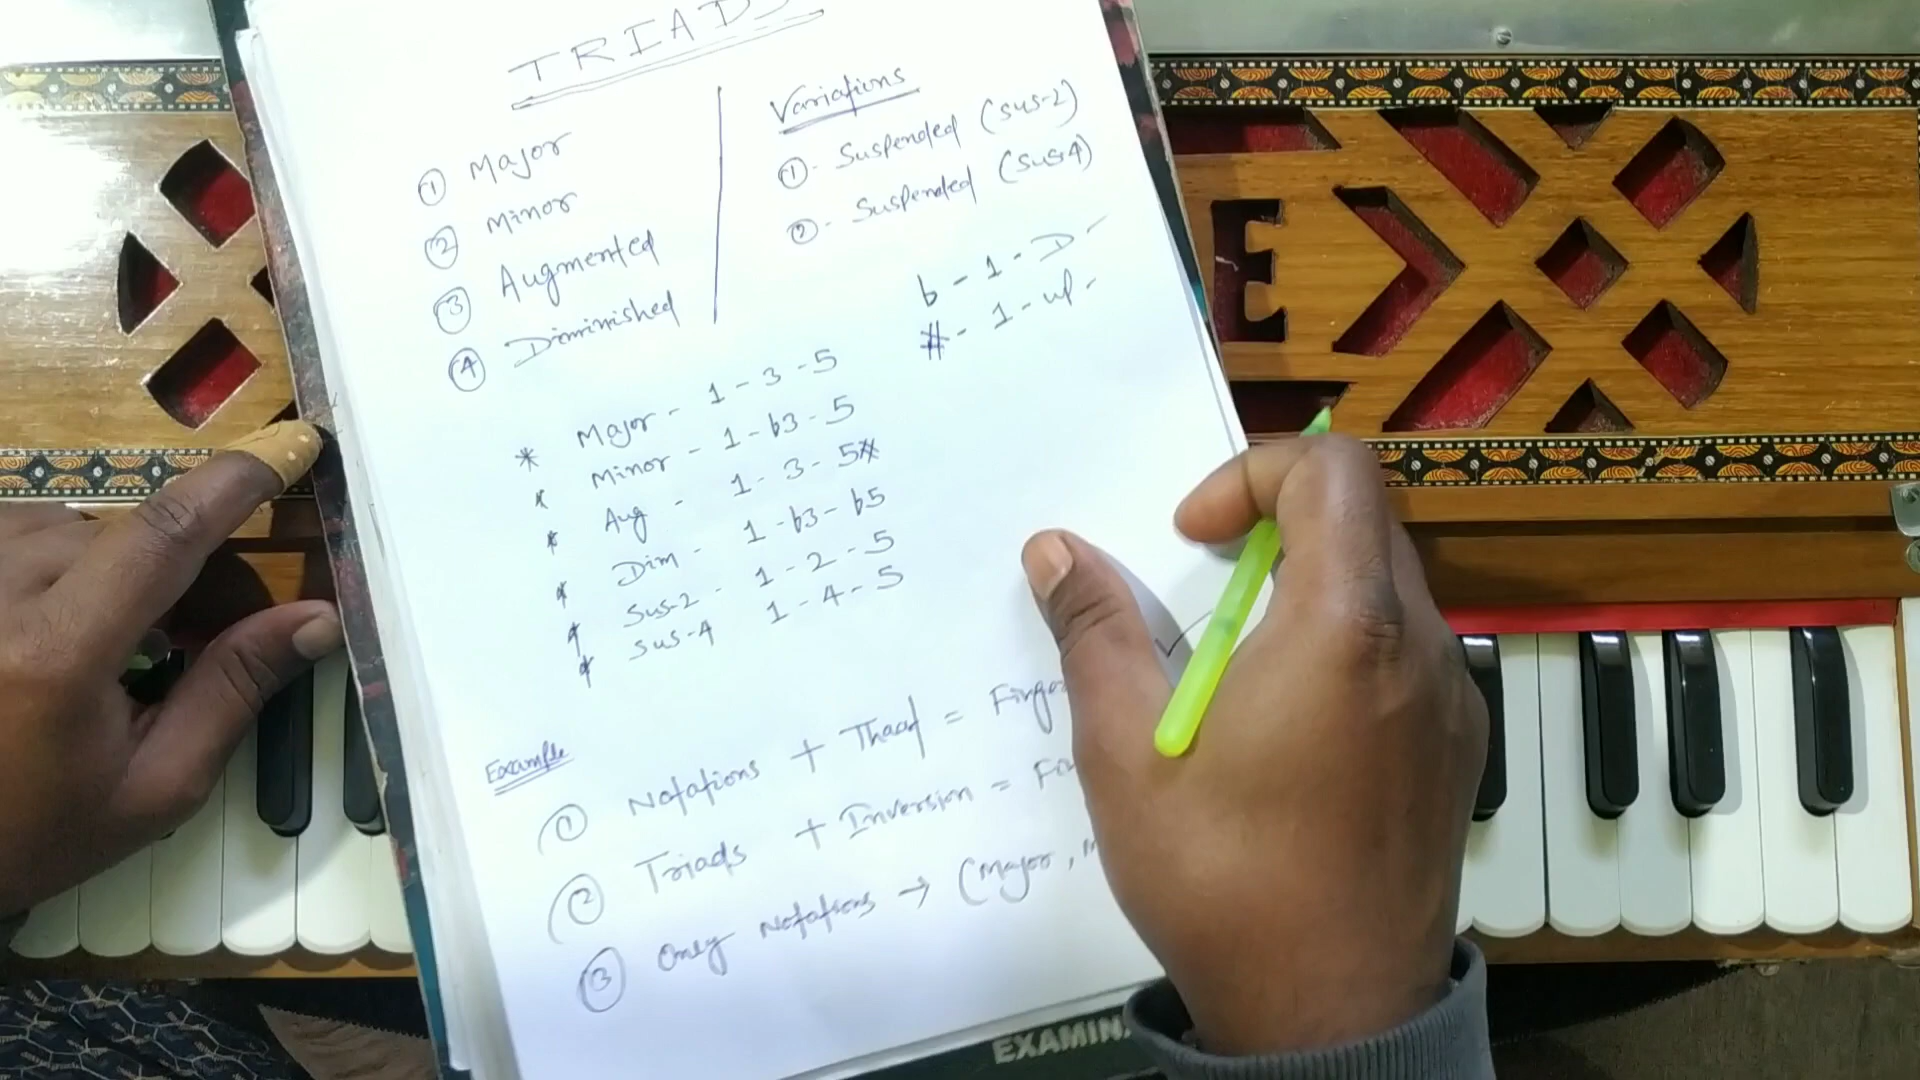 TRIADS
① Major
② Minor
③ Augmented
④ Diminished
Variations
①- Suspended (sus-2)
②- Suspended (sus4)
b - 1 - D -
# - 1 - up -
* Major - 1 - 3 - 5
* Minor - 1 - b3 - 5
* Aug - 1 - 3 - 5#
* Dim - 1 - b3 - b5
* Sus-2 - 1 - 2 - 5
* sus-4 1 - 4 - 5
Example
① Notations + Thaat =
② Triads + Inversion =
③ Only Notations → (Major,
EXAMIN
E